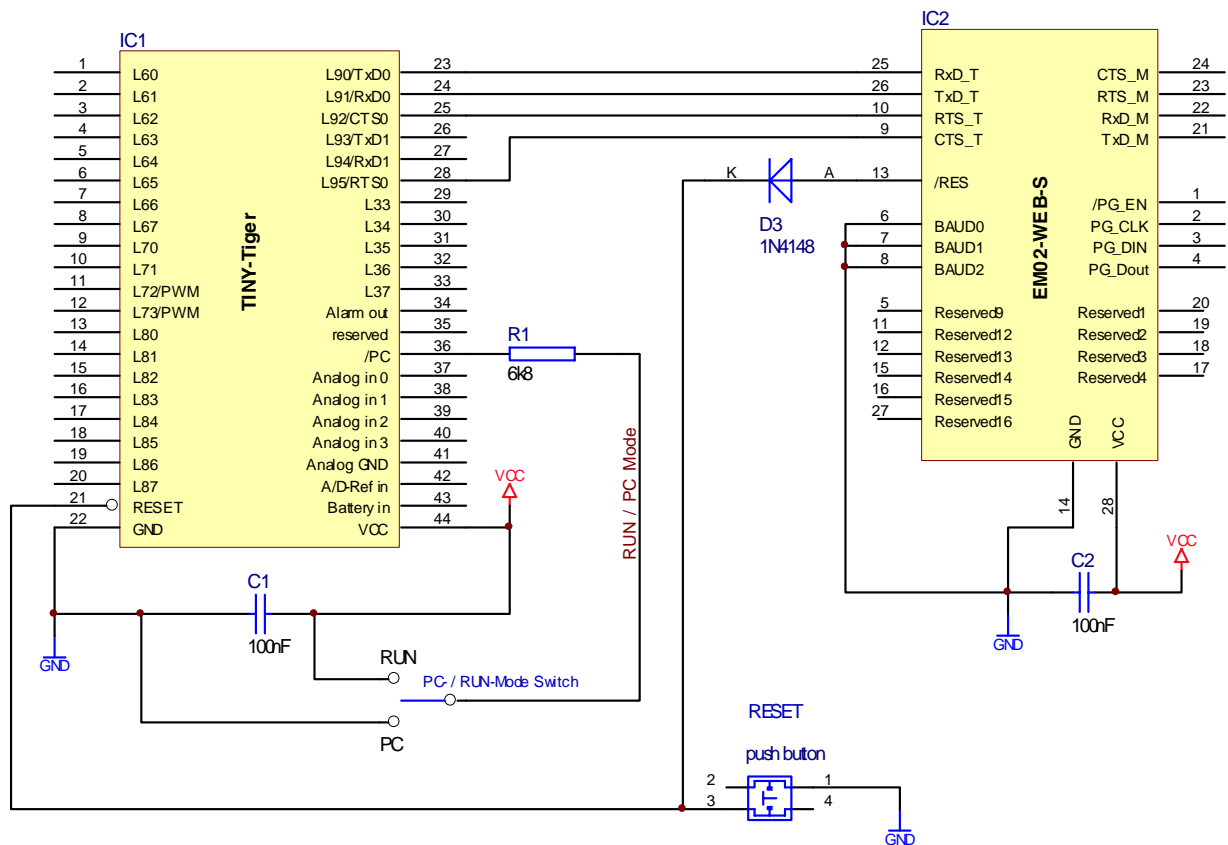 IC1
1 L60 L90/TxD0 23
2 L61 L91/RxD0 24
3 L62 L92/CTS0 25
4 L63 L93/TxD1 26
5 L64 L94/RxD1 27
6 L65 L95/RTS0 28
7 L66 L33 29
8 L67 L34 30
9 L70 L35 31
10 L71 L36 32
11 L72/PWM L37 33
12 L73/PWM Alarm out 34
13 L80 reserved 35
14 L81 /PC 36
15 L82 Analog in 0 37
16 L83 Analog in 1 38
17 L84 Analog in 2 39
18 L85 Analog in 3 40
19 L86 Analog GND 41
20 L87 A/D-Ref in 42
21 RESET Battery in 43
22 GND VCC 44
TINY-Tiger
IC2
25 RxD_T CTS_M 24
26 TxD_T RTS_M 23
10 RTS_T RxD_M 22
9 CTS_T TxD_M 21
13 /RES
/PG_EN 1
6 BAUD0 PG_CLK 2
7 BAUD1 PG_DIN 3
8 BAUD2 PG_Dout 4
5 Reserved9 Reserved1 20
11 Reserved12 Reserved2 19
12 Reserved13 Reserved3 18
15 Reserved14 Reserved4 17
16 Reserved15
27 Reserved16
GND VCC
14 28
EM02-WEB-S
K A
D3
1N4148
R1
6k8
RUN / PC Mode
VCC
C1
100nF
GND
RUN
PC- / RUN-Mode Switch
PC
VCC
C2
100nF
GND
RESET
push button
2 1
3 4
GND